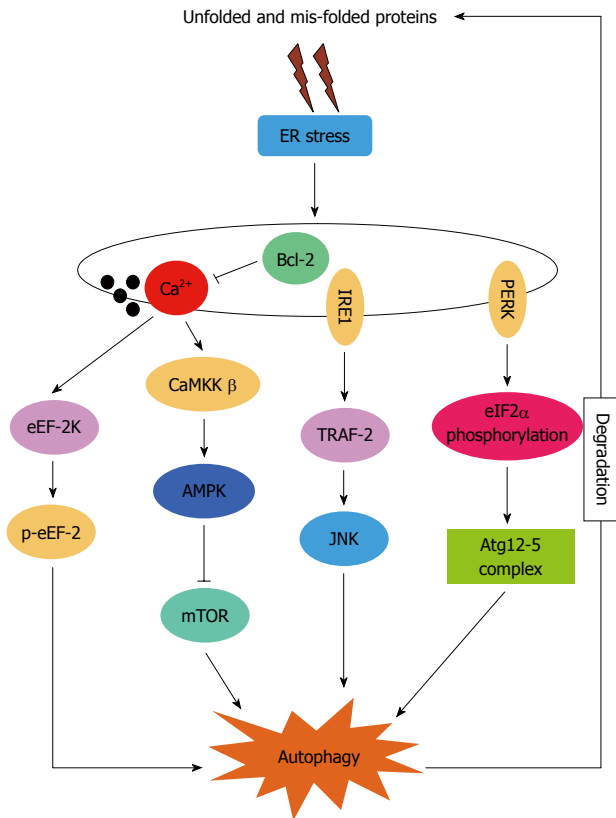 Unfolded and mis-folded proteins
ER stress
Bcl-2
Ca²⁺
IRE1
PERK
CaMKK β
eEF-2K
TRAF-2
eIF2α
phosphorylation
Degradation
AMPK
p-eEF-2
JNK
Atg12-5
complex
mTOR
Autophagy